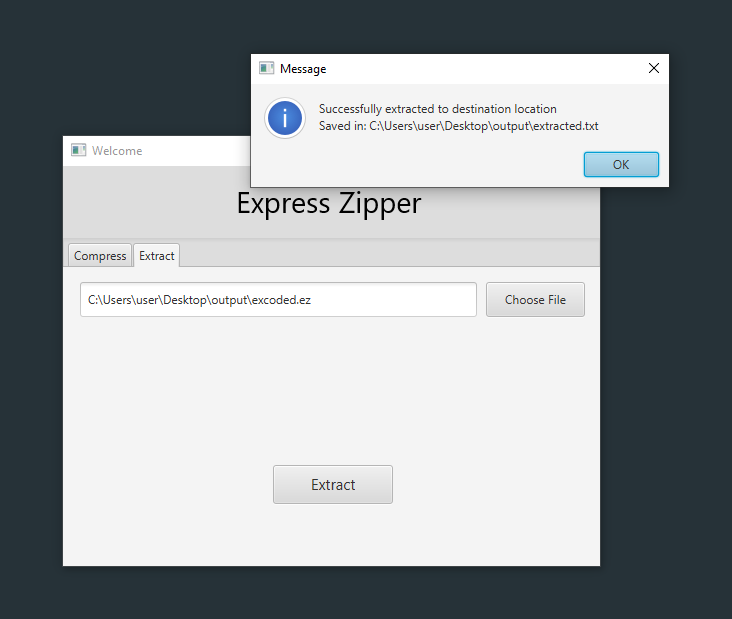 Message
Successfully extracted to destination location
Saved in: C:\Users\user\Desktop\output\extracted.txt
OK
Welcome
Express Zipper
Compress Extract
C:\Users\user\Desktop\output\excoded.ez Choose File
Extract